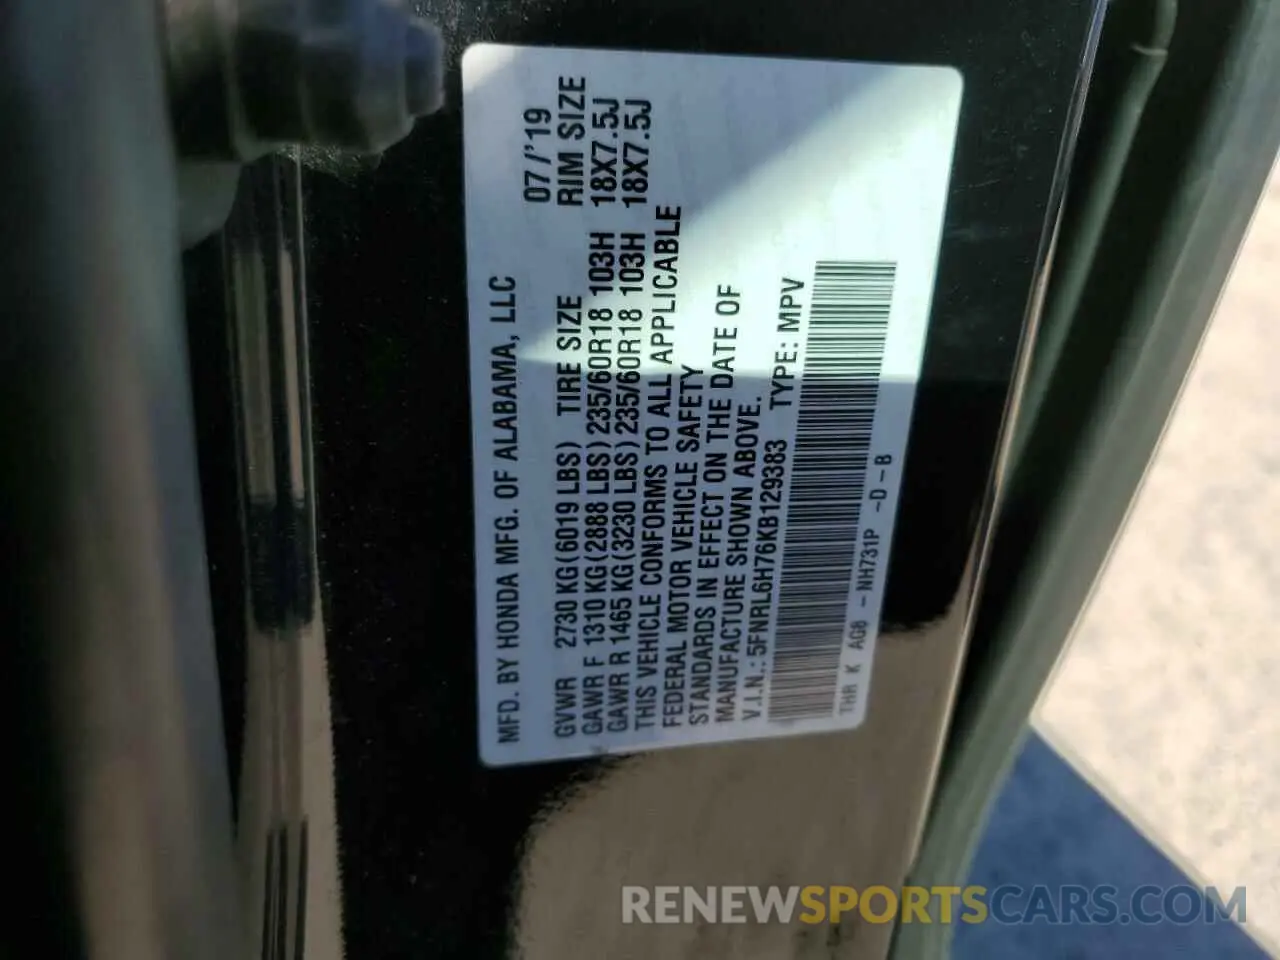 MFD. BY HONDA MFG. OF ALABAMA, LLC 07/'19
GVWR 2730 KG(6019 LBS) TIRE SIZE RIM SIZE
GAWR F 1310 KG(2888 LBS) 235/60R18 103H 18X7.5J
GAWR R 1465 KG(3230 LBS) 235/60R18 103H 18X7.5J
THIS VEHICLE CONFORMS TO ALL APPLICABLE
FEDERAL MOTOR VEHICLE SAFETY
STANDARDS IN EFFECT ON THE DATE OF
MANUFACTURE SHOWN ABOVE.
V.I.N.: 5FNRL6H76KB129383 TYPE: MPV
THR K AG8 -NH731P -D-B
RENEWSPORTSCARS.COM